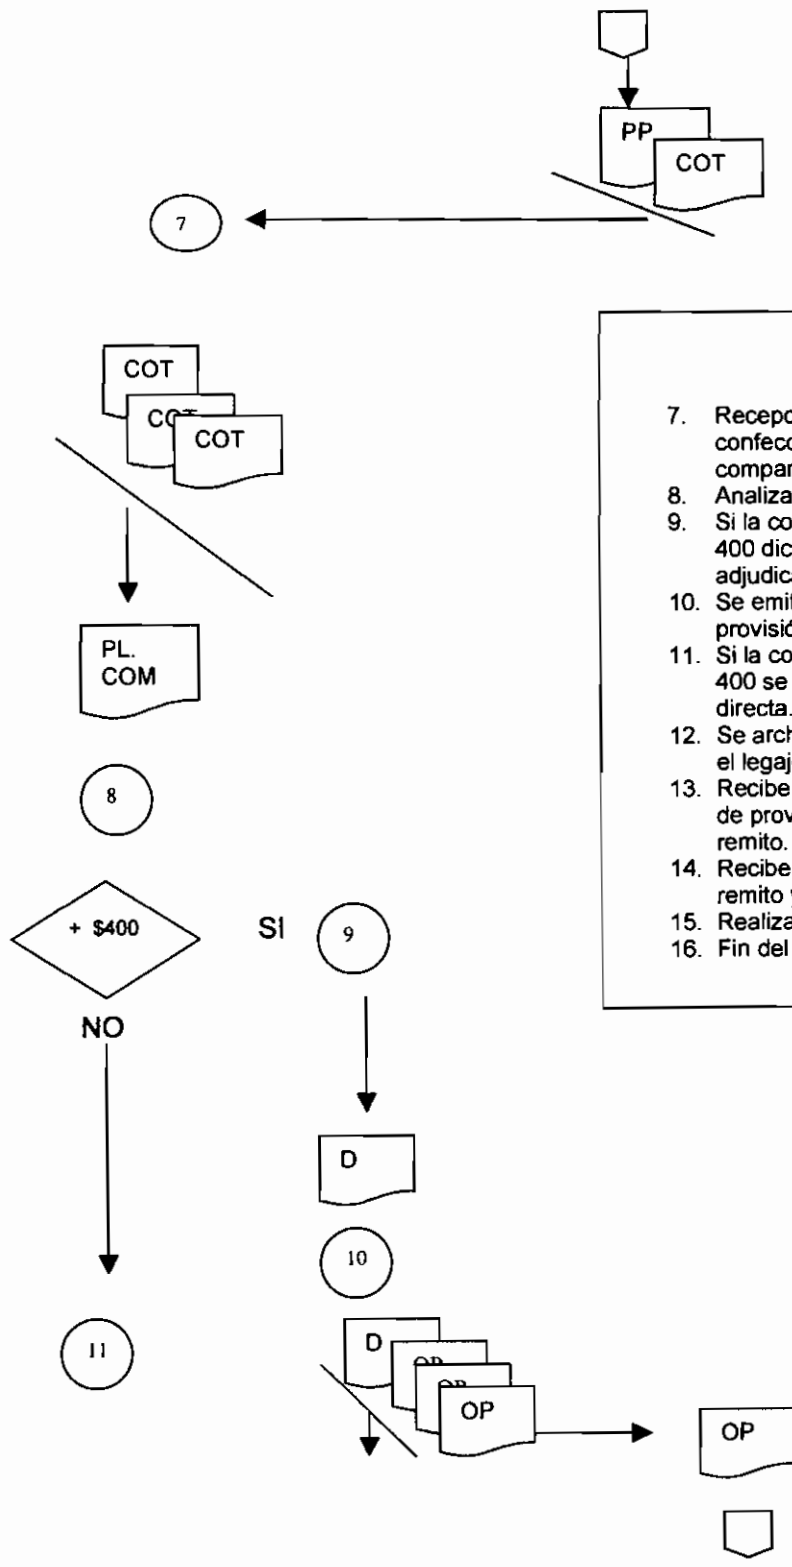 PP
COT
7
COT
COT
COT
PL.
COM
8
+ $400
SI
9
NO
D
10
11
D
OP
OP
OP
OP
7. Recepc
confecc
compar
8. Analiza
9. Si la co
400 dic
adjudica
10. Se emit
provisió
11. Si la co
400 se
directa.
12. Se arch
el legaj
13. Recibe
de prov
remito.
14. Recibe
remito y
15. Realiza
16. Fin del